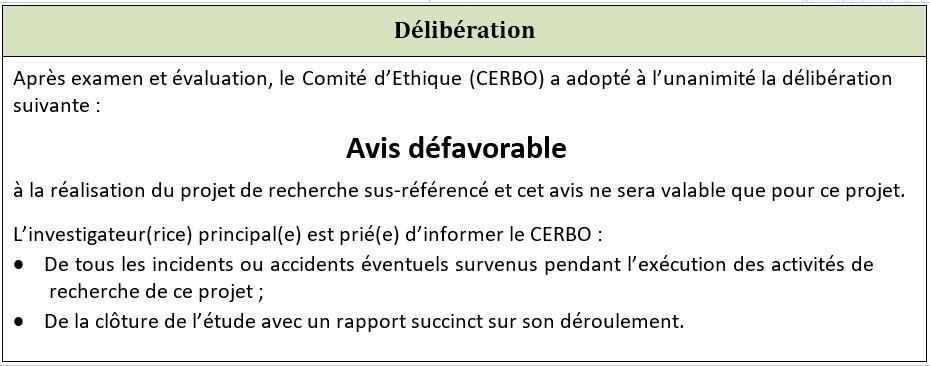 Délibération
Après examen et évaluation, le Comité d’Ethique (CERBO) a adopté à l’unanimité la délibération
suivante :
Avis défavorable
à la réalisation du projet de recherche sus-référencé et cet avis ne sera valable que pour ce projet.
L’investigateur(rice) principal(e) est prié(e) d’informer le CERBO :
• De tous les incidents ou accidents éventuels survenus pendant l’exécution des activités de
recherche de ce projet ;
• De la clôture de l’étude avec un rapport succinct sur son déroulement.